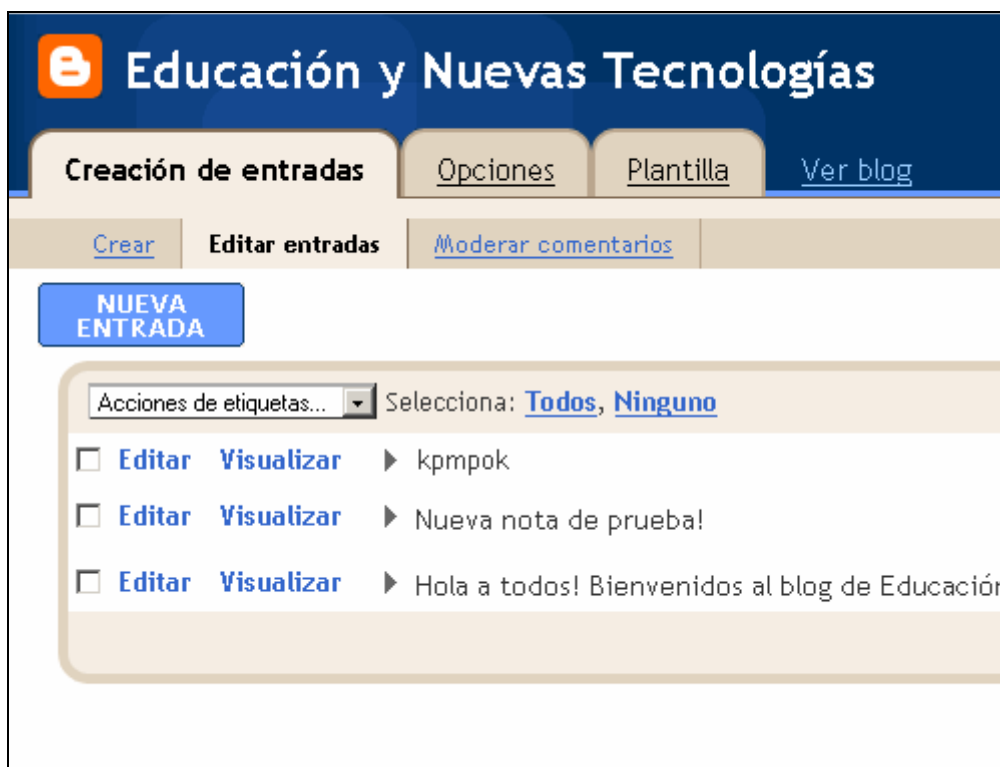 Educación y Nuevas Tecnologías
Creación de entradas Opciones Plantilla Ver blog
Crear Editar entradas Moderar comentarios
NUEVA
ENTRADA
Acciones de etiquetas... Selecciona: Todos, Ninguno
Editar Visualizar kpmpok
Editar Visualizar Nueva nota de prueba!
Editar Visualizar Hola a todos! Bienvenidos al blog de Educación